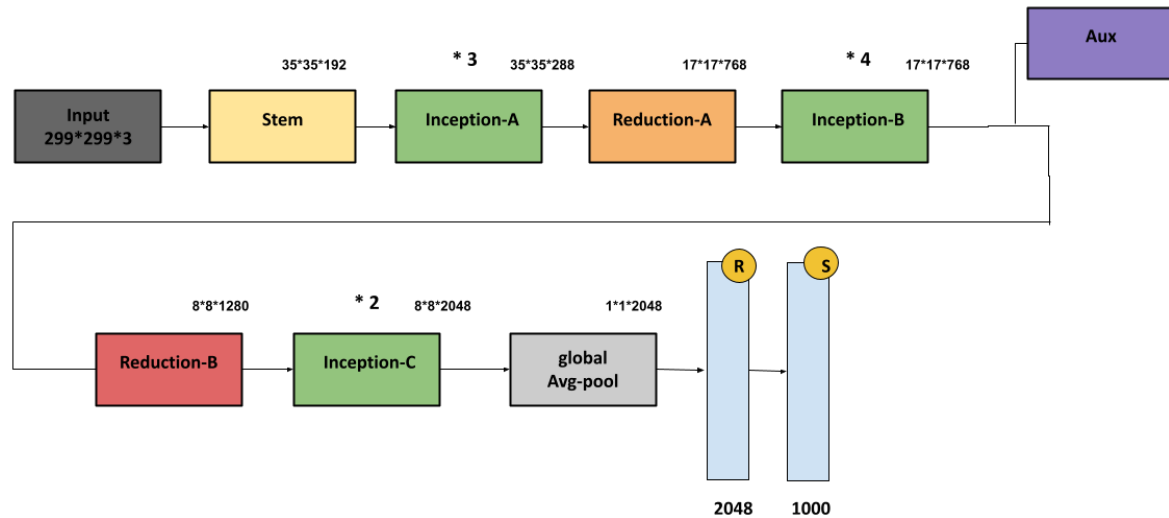 Aux
* 3
* 4
35*35*192
35*35*288
17*17*768
17*17*768
Input
299*299*3
Stem
Inception-A
Reduction-A
Inception-B
R
S
8*8*1280
* 2
8*8*2048
1*1*2048
Reduction-B
Inception-C
global
Avg-pool
2048
1000